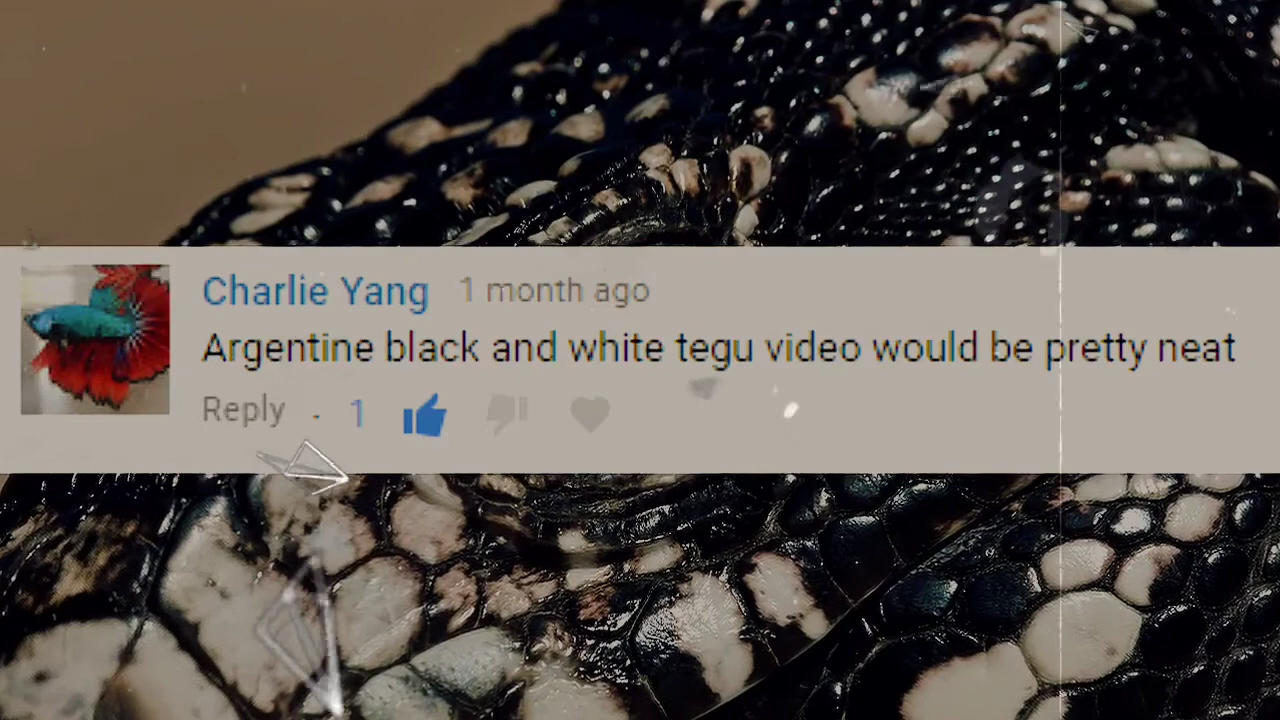 Charlie Yang 1 month ago
Argentine black and white tegu video would be pretty neat
Reply · 1